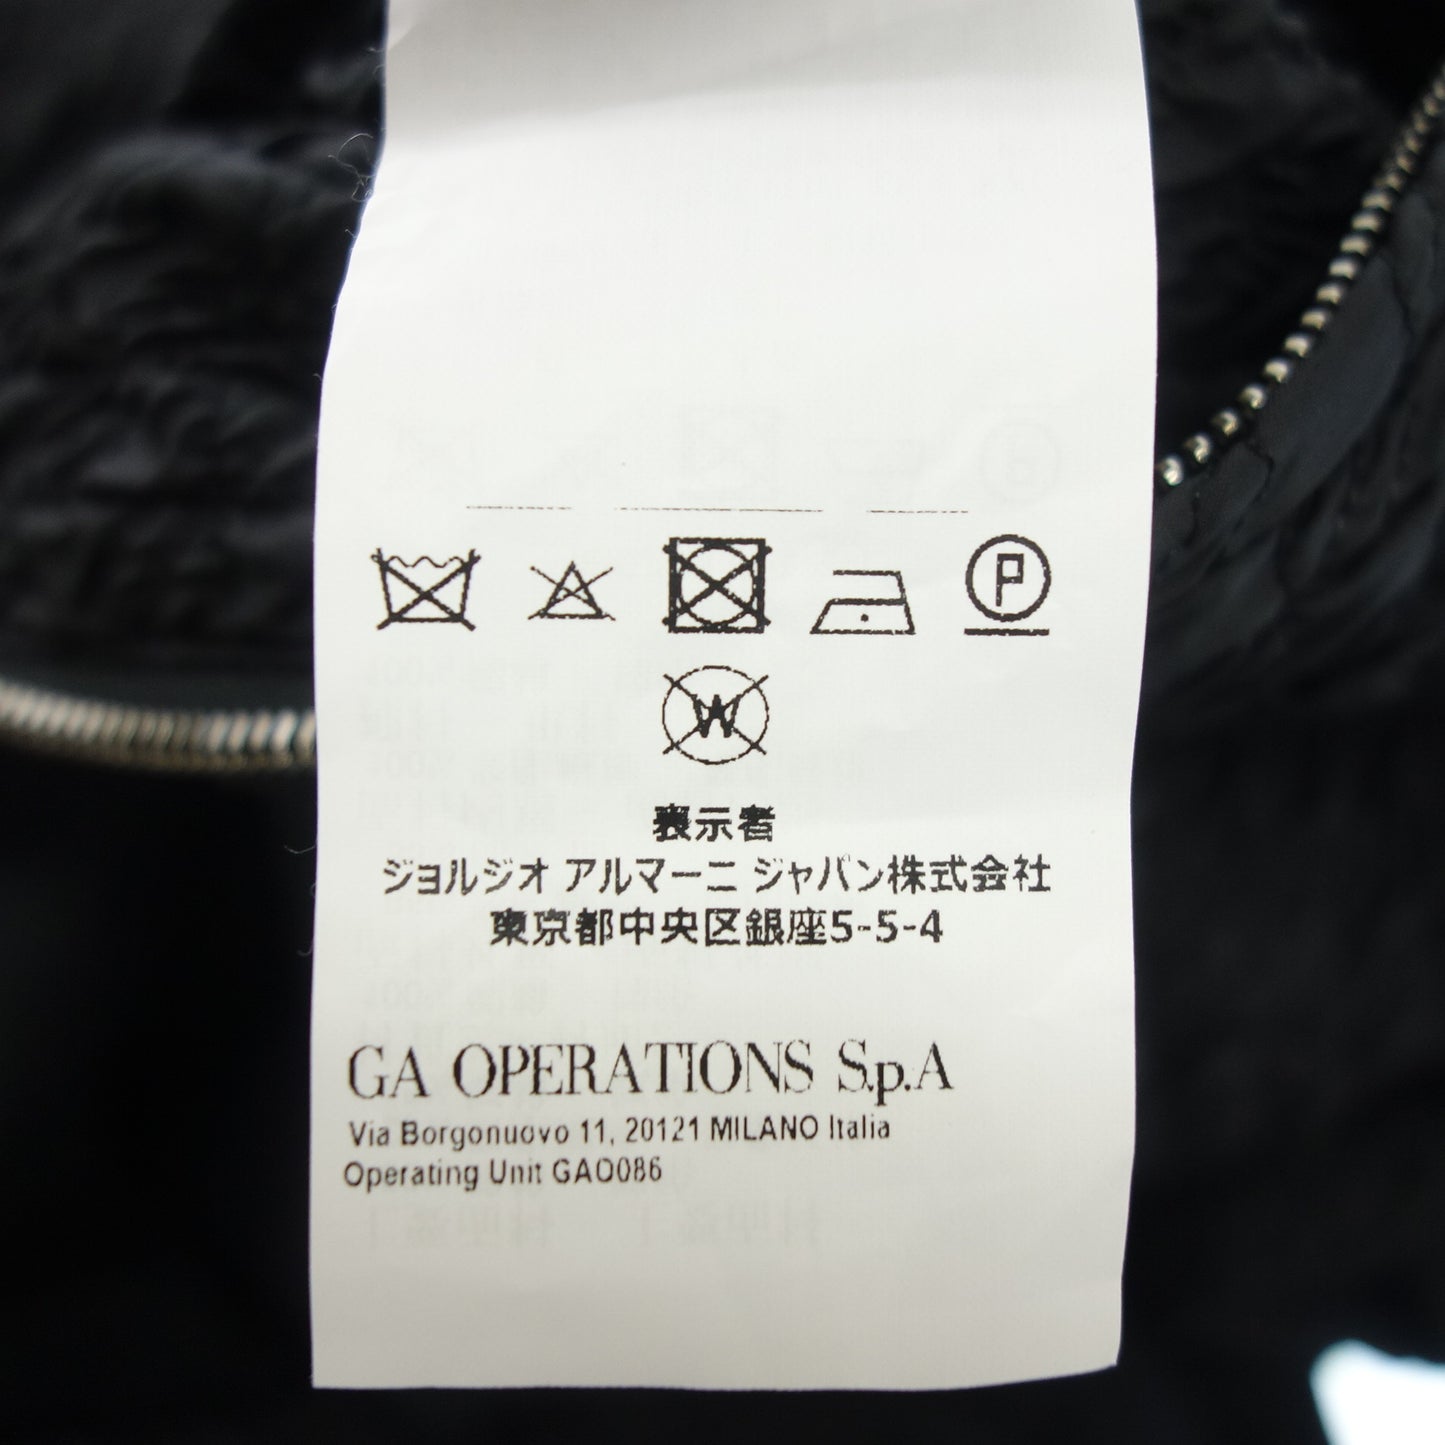 P
W
表示者
ジョルジオ アルマーニ ジャパン株式会社
東京都中央区銀座5-5-4
GA OPERATIONS S.p.A
Via Borgonuovo 11, 20121 MILANO Italia
Operating Unit GAO086